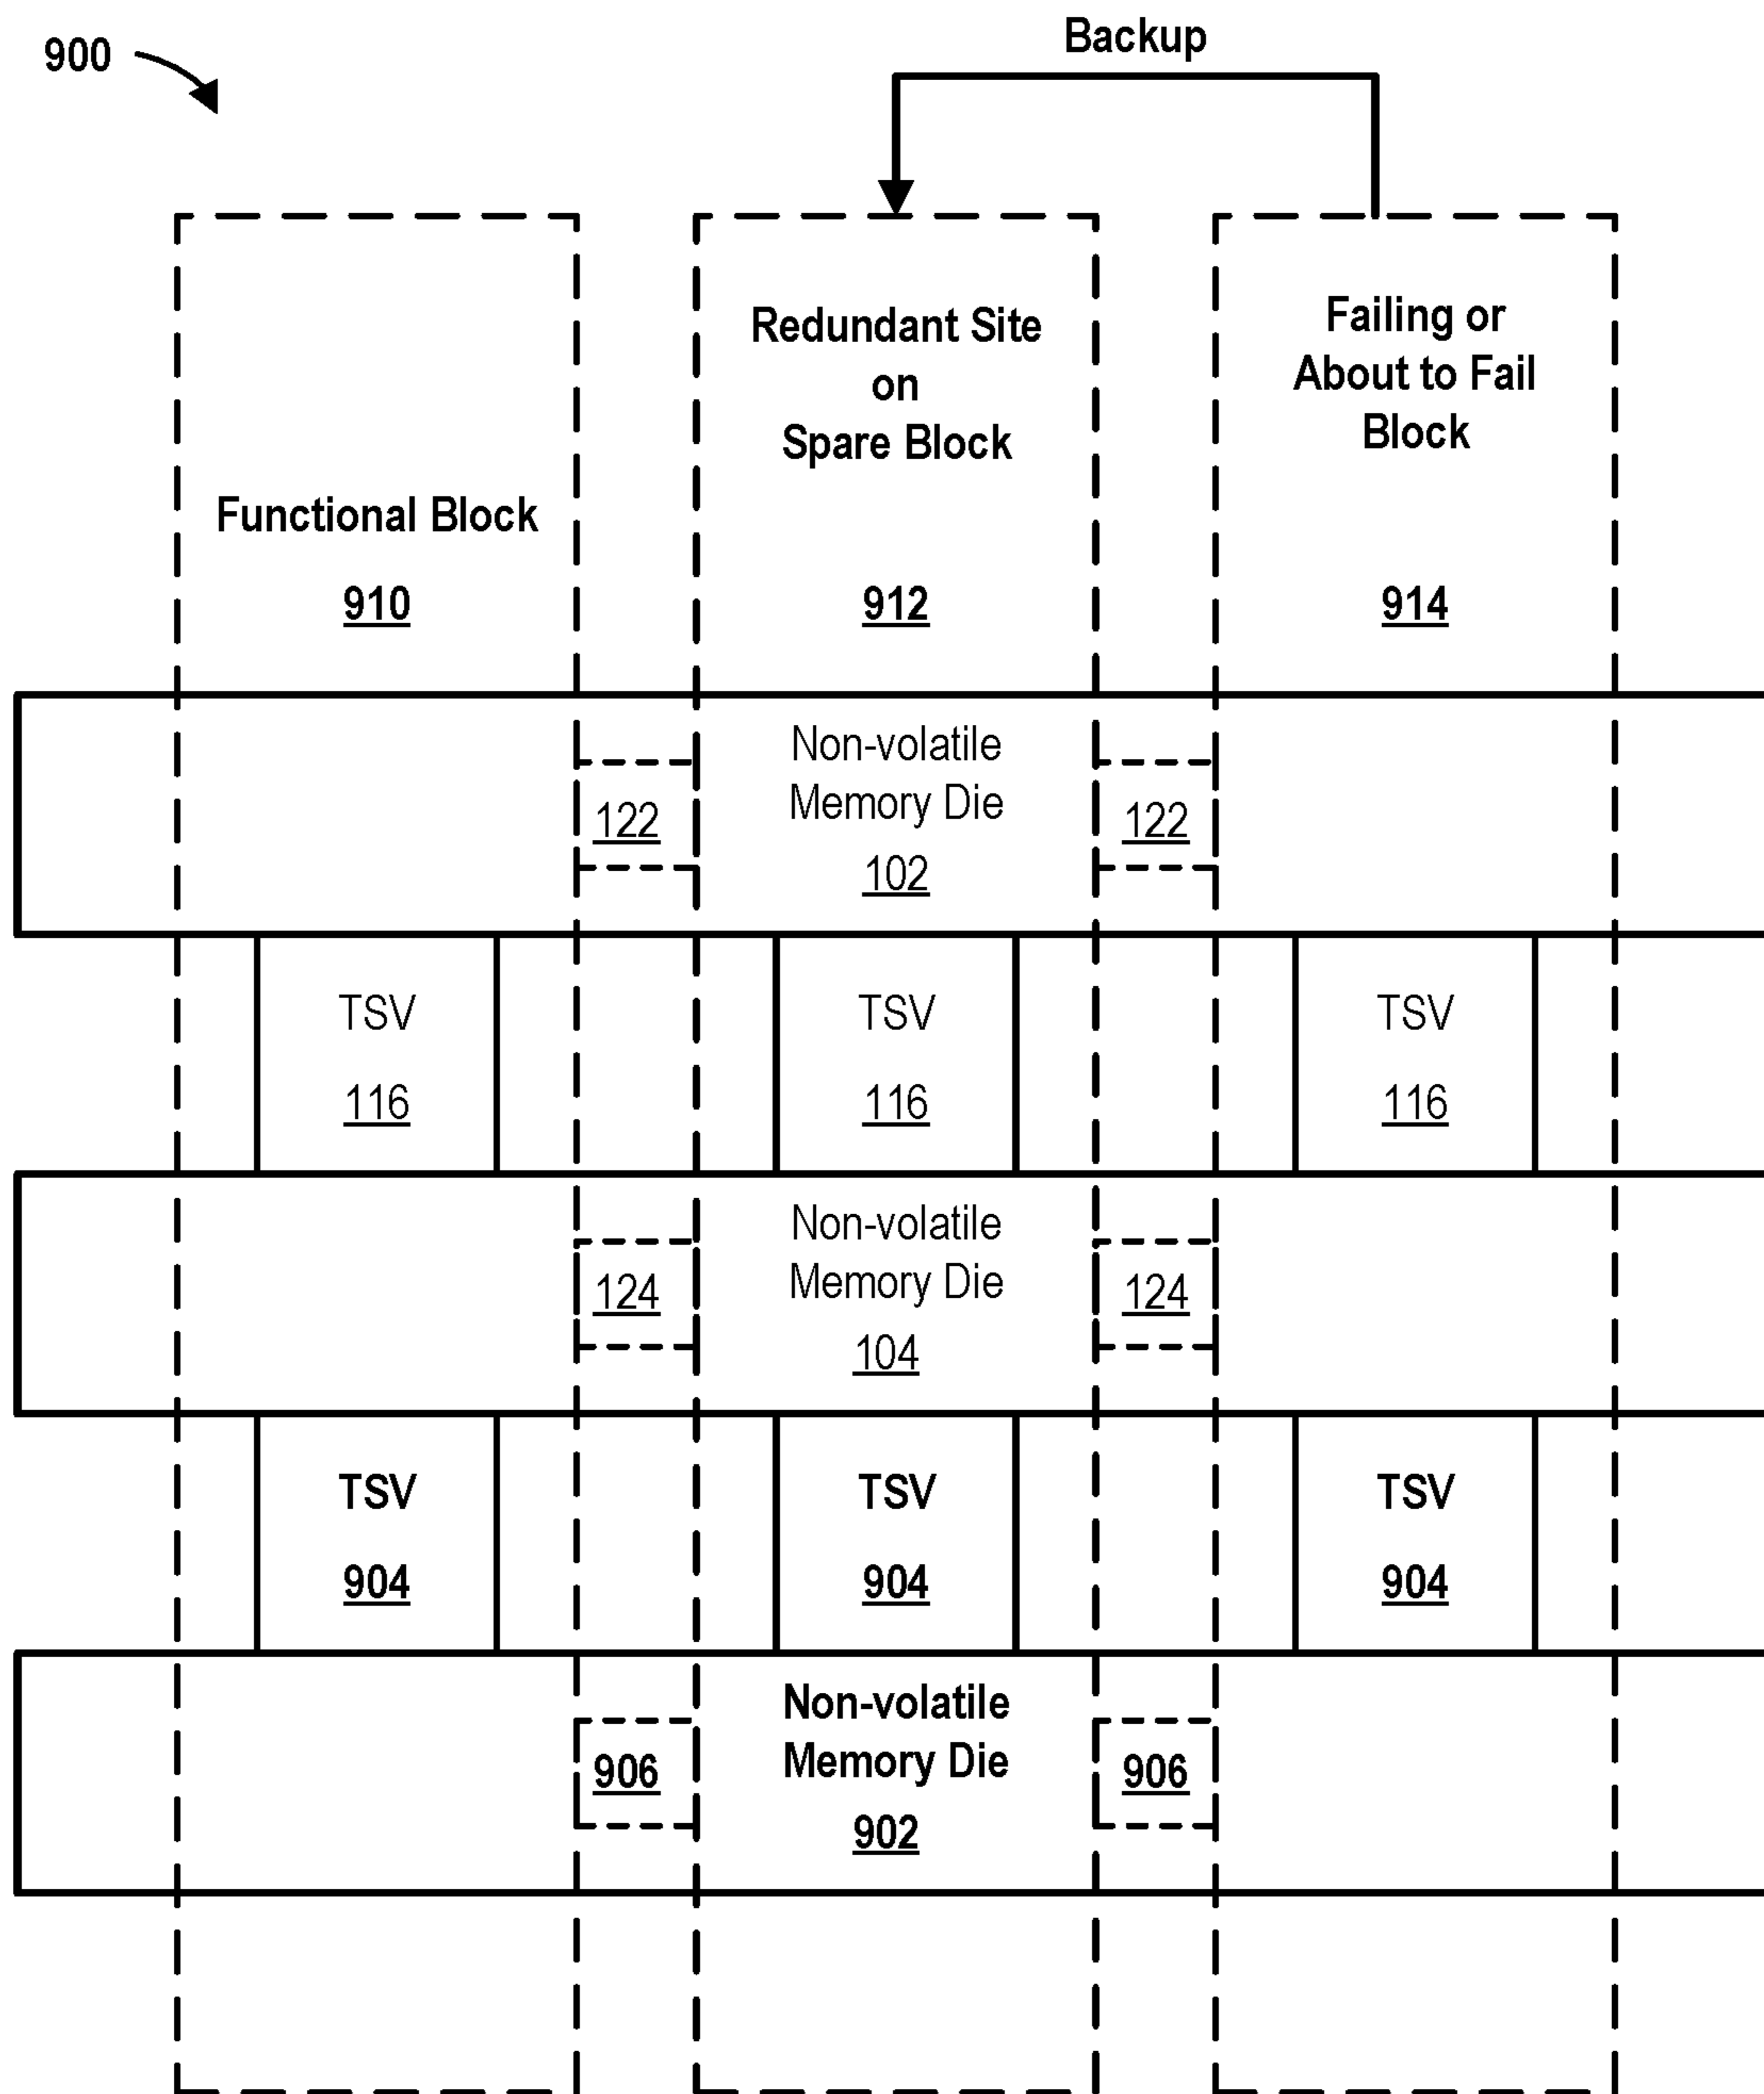 900
Backup
Functional Block
910
Redundant Site
on
Spare Block
912
Failing or
About to Fail
Block
914
122
Non-volatile
Memory Die
102
122
TSV
116
TSV
116
TSV
116
124
Non-volatile
Memory Die
104
124
TSV
904
TSV
904
TSV
904
906
Non-volatile
Memory Die
902
906